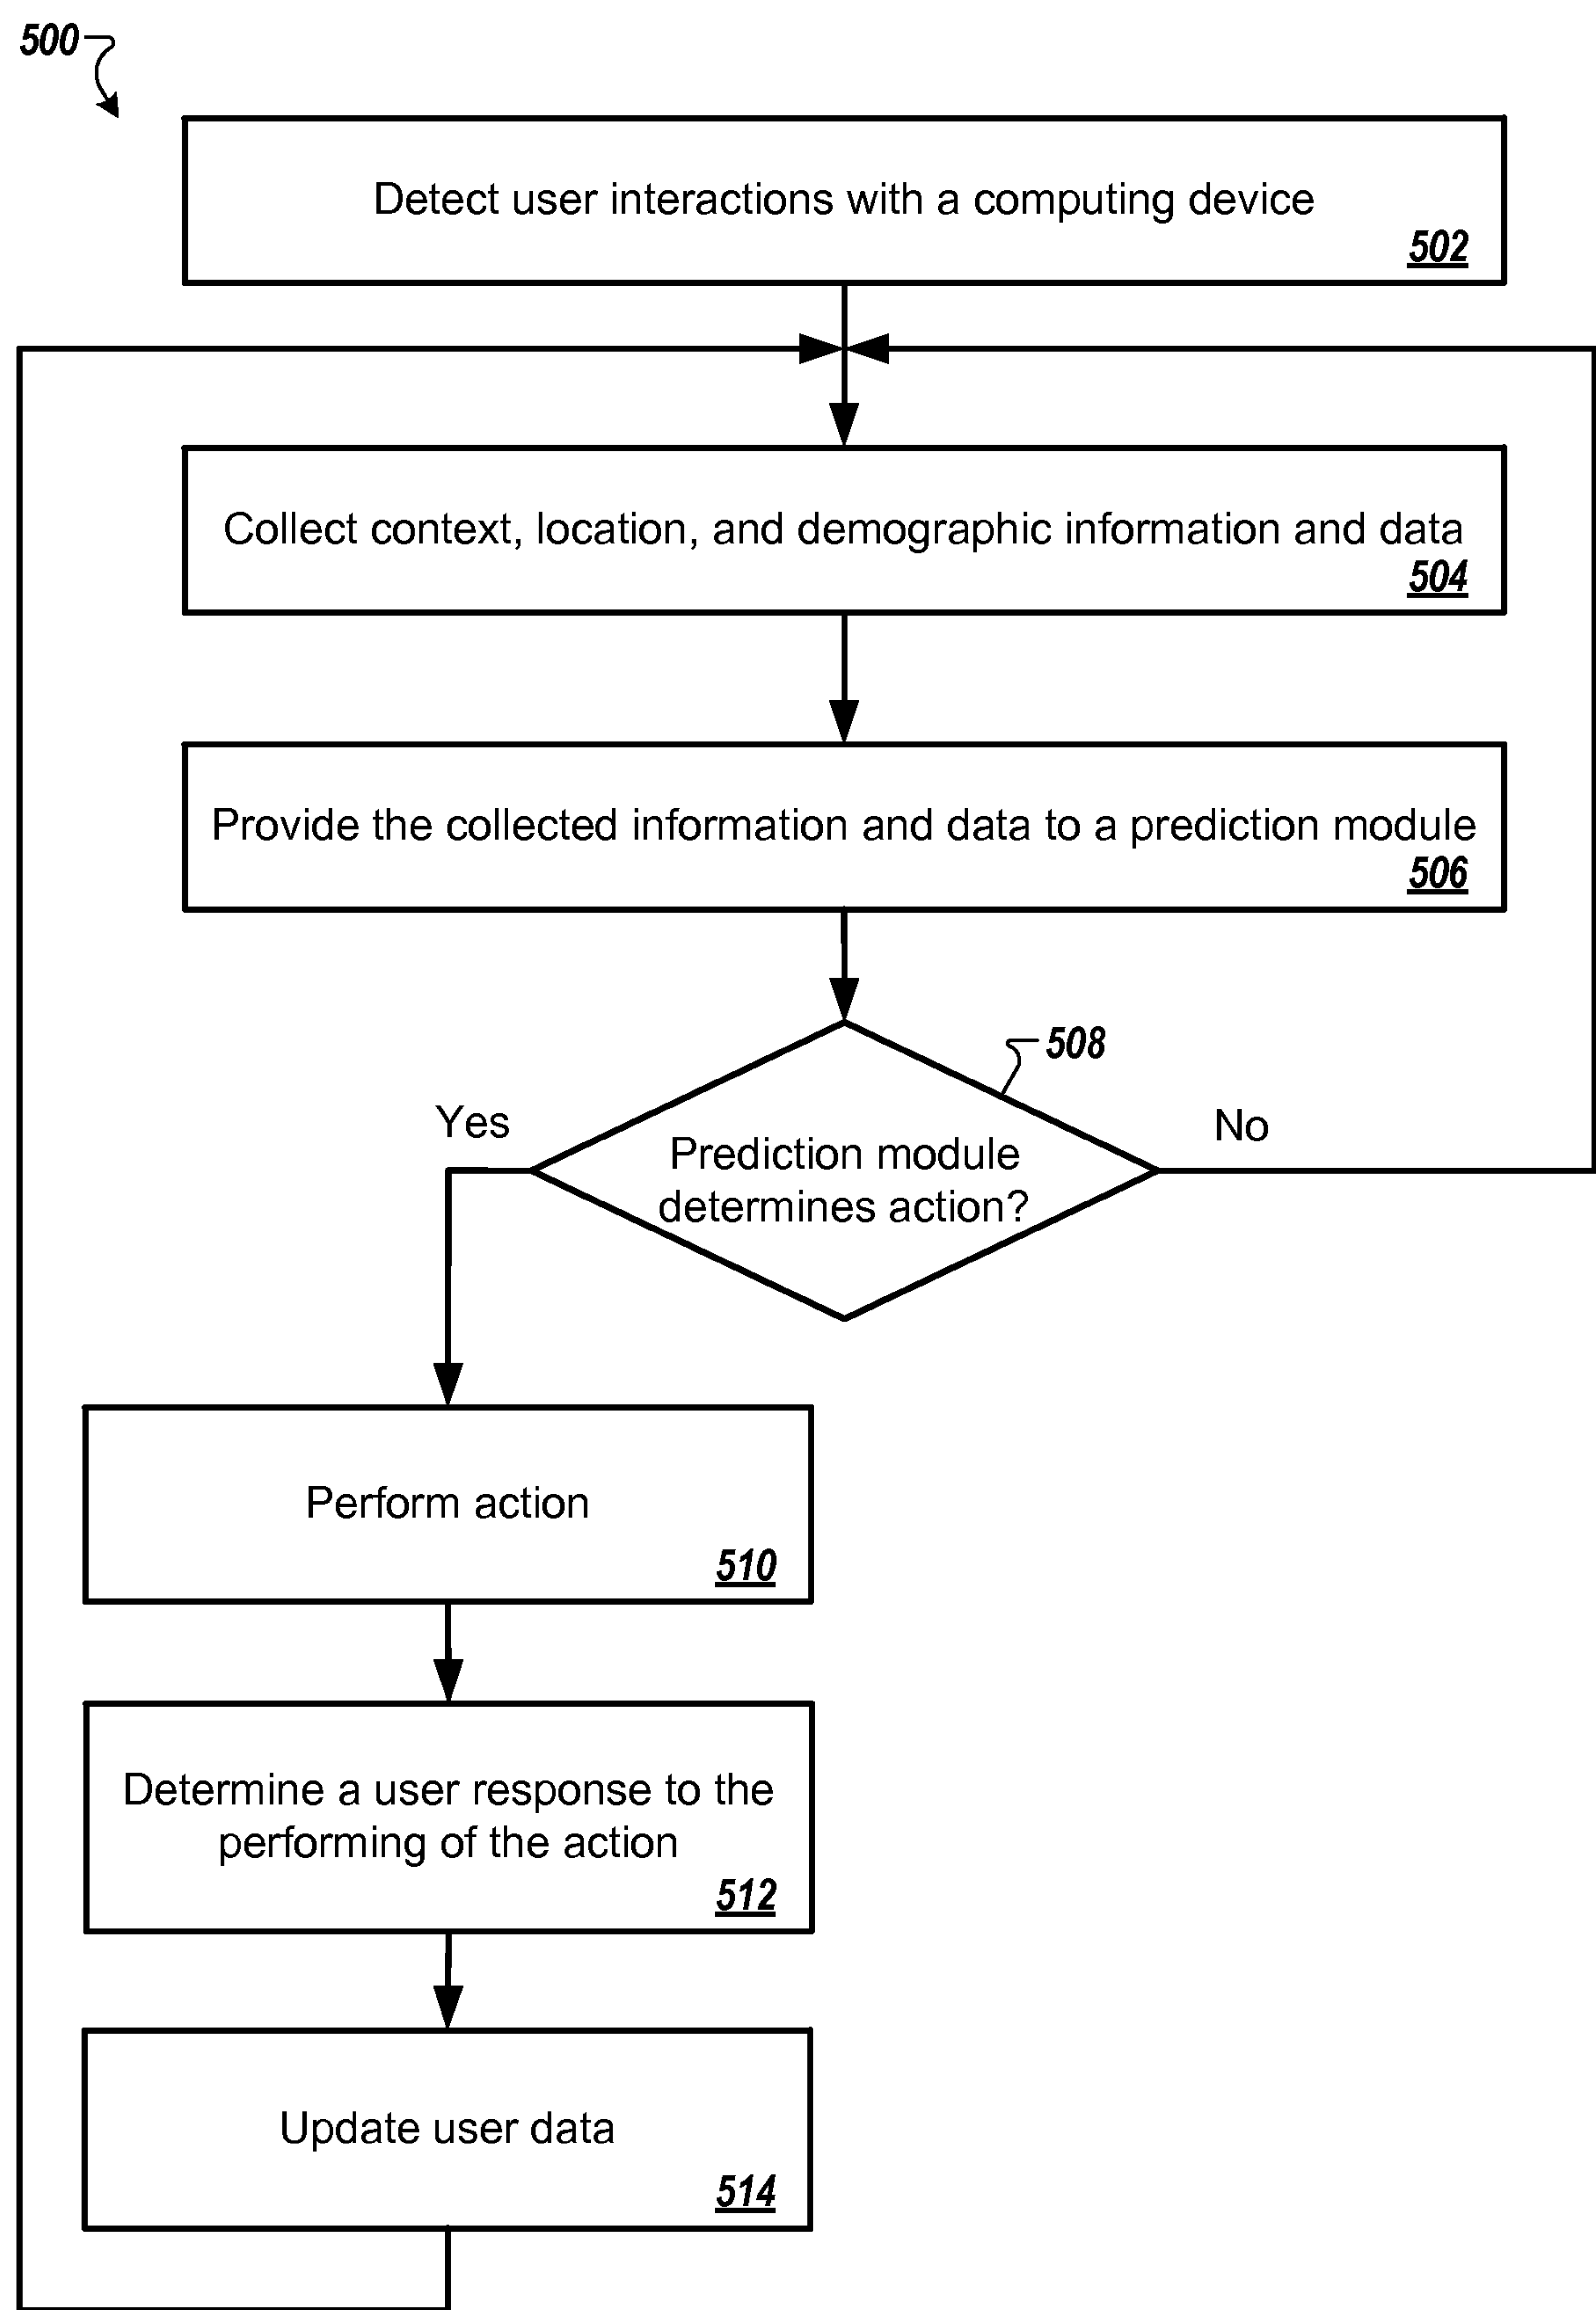 500
Detect user interactions with a computing device
502
Collect context, location, and demographic information and data
504
Provide the collected information and data to a prediction module
506
508
Yes
No
Prediction module
determines action?
Perform action
510
Determine a user response to the
performing of the action
512
Update user data
514